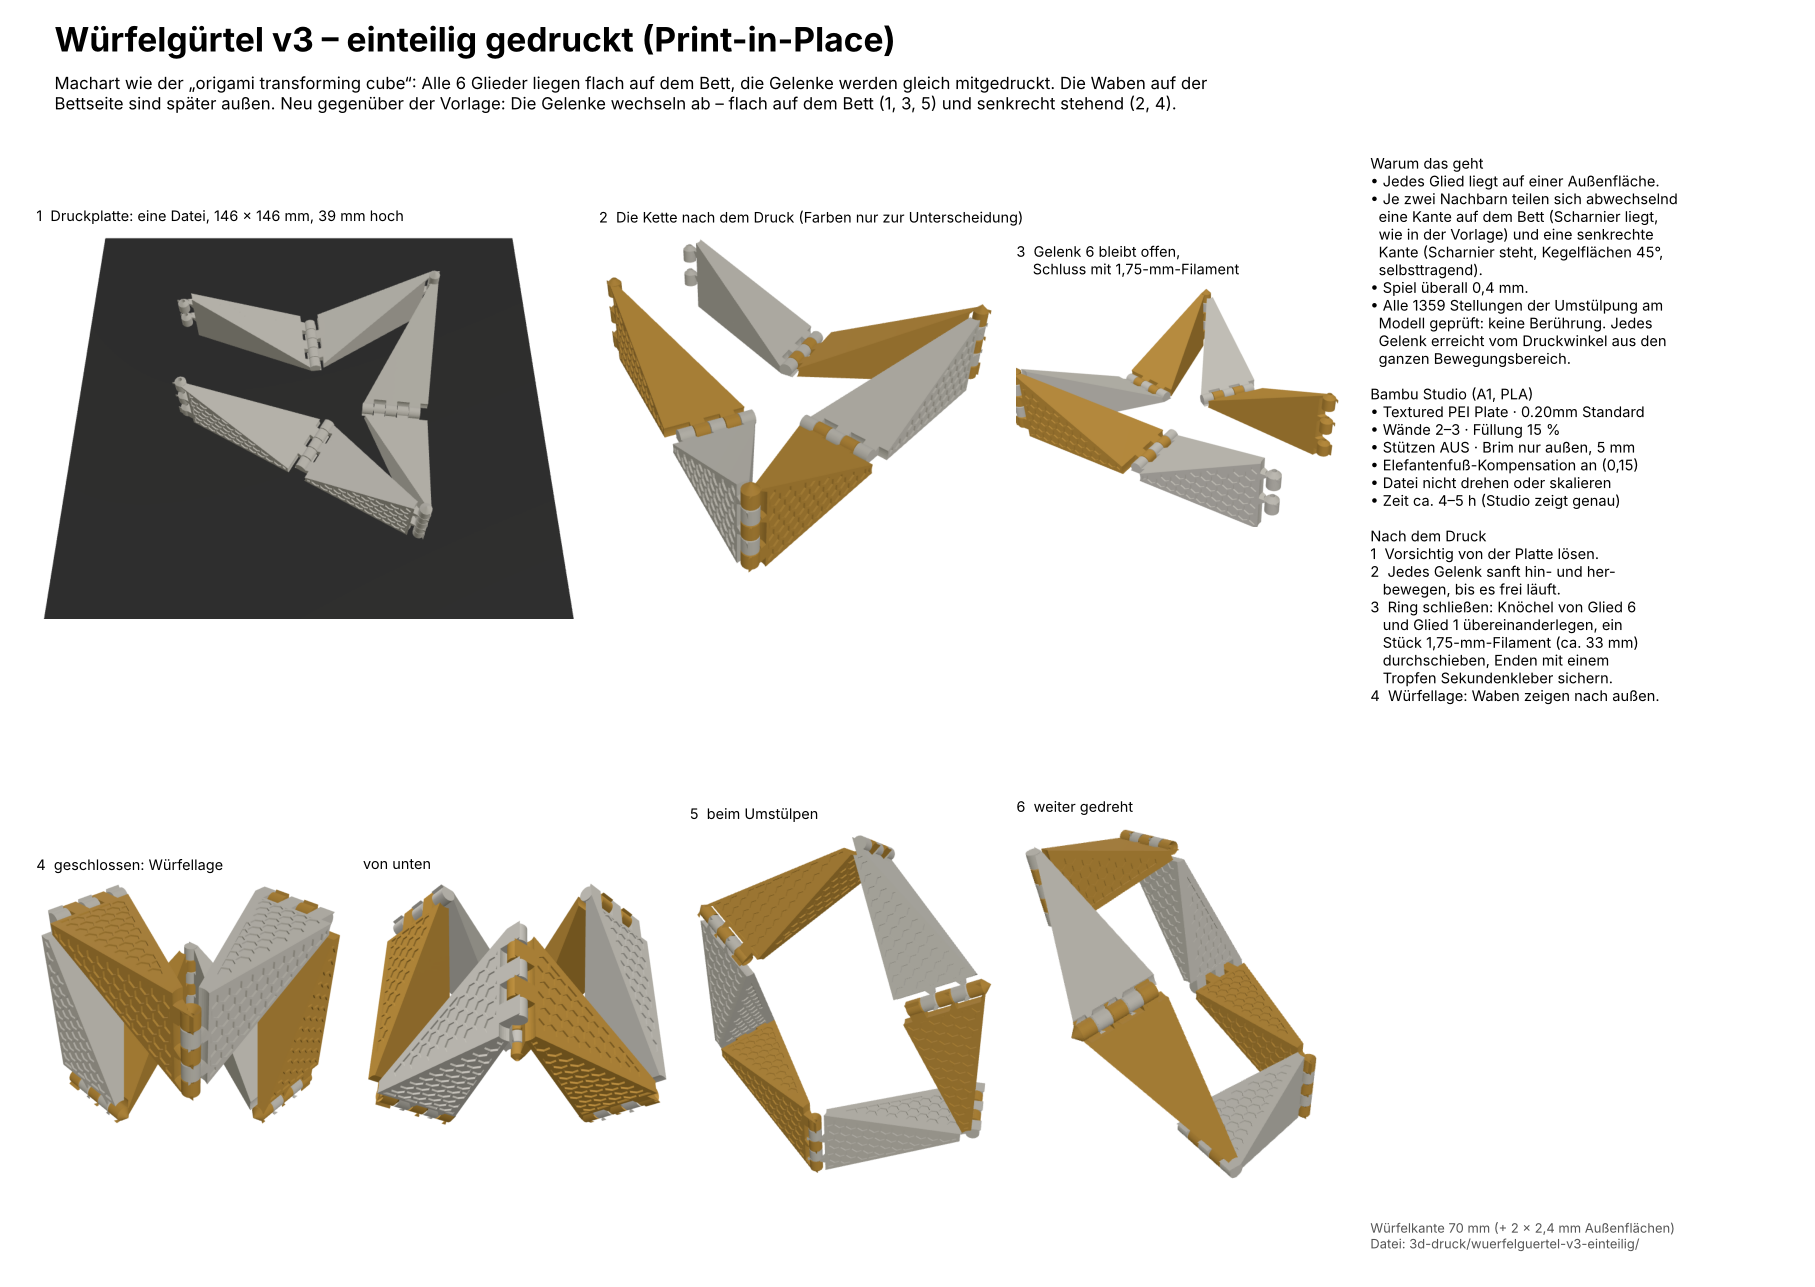 Würfelgürtel v3 – einteilig gedruckt (Print-in-Place)
Machart wie der „origami transforming cube“: Alle 6 Glieder liegen flach auf dem Bett, die Gelenke werden gleich mitgedruckt. Die Waben auf der
Bettseite sind später außen. Neu gegenüber der Vorlage: Die Gelenke wechseln ab – flach auf dem Bett (1, 3, 5) und senkrecht stehend (2, 4).
1 Druckplatte: eine Datei, 146 × 146 mm, 39 mm hoch
2 Die Kette nach dem Druck (Farben nur zur Unterscheidung)
3 Gelenk 6 bleibt offen,
Schluss mit 1,75-mm-Filament
Warum das geht
• Jedes Glied liegt auf einer Außenfläche.
• Je zwei Nachbarn teilen sich abwechselnd
eine Kante auf dem Bett (Scharnier liegt,
wie in der Vorlage) und eine senkrechte
Kante (Scharnier steht, Kegelflächen 45°,
selbsttragend).
• Spiel überall 0,4 mm.
• Alle 1359 Stellungen der Umstülpung am
Modell geprüft: keine Berührung. Jedes
Gelenk erreicht vom Druckwinkel aus den
ganzen Bewegungsbereich.
Bambu Studio (A1, PLA)
• Textured PEI Plate · 0.20mm Standard
• Wände 2–3 · Füllung 15 %
• Stützen AUS · Brim nur außen, 5 mm
• Elefantenfuß-Kompensation an (0,15)
• Datei nicht drehen oder skalieren
• Zeit ca. 4–5 h (Studio zeigt genau)
Nach dem Druck
1 Vorsichtig von der Platte lösen.
2 Jedes Gelenk sanft hin- und her-
bewegen, bis es frei läuft.
3 Ring schließen: Knöchel von Glied 6
und Glied 1 übereinanderlegen, ein
Stück 1,75-mm-Filament (ca. 33 mm)
durchschieben, Enden mit einem
Tropfen Sekundenkleber sichern.
4 Würfellage: Waben zeigen nach außen.
4 geschlossen: Würfellage
von unten
5 beim Umstülpen
6 weiter gedreht
Würfelkante 70 mm (+ 2 × 2,4 mm Außenflächen)
Datei: 3d-druck/wuerfelguertel-v3-einteilig/